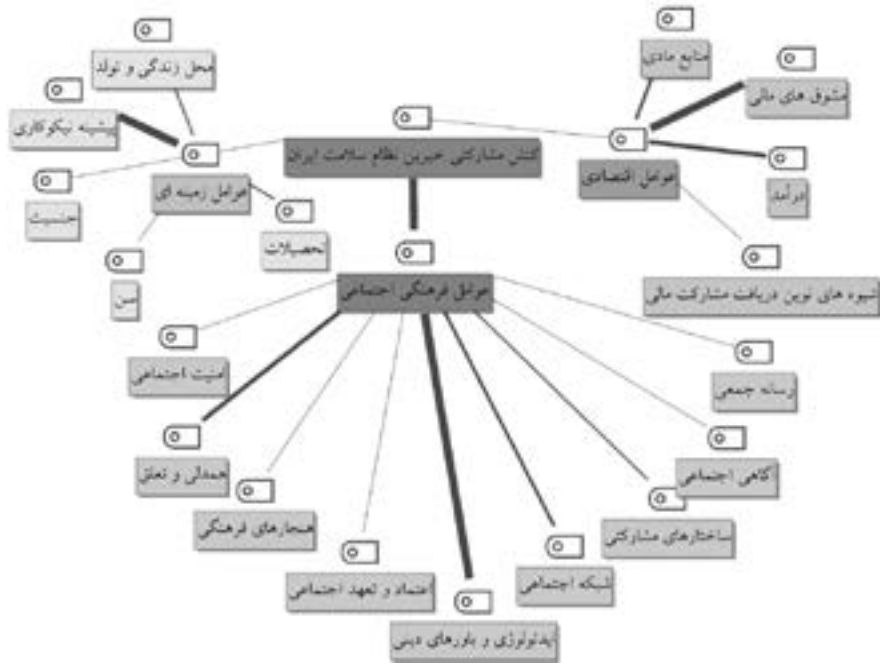 محل زندگی و تولد
منابع مادی
مشوق های مالی
پیشینه نیکوکاری
کنش مشارکتی خیرین نظام سلامت ایران
عوامل اقتصادی
درآمد
عوامل زمینه ای
جنسیت
تحصیلات
سن
عوامل فرهنگی اجتماعی
شیوه های نوین دریافت مشارکت مالی
امنیت اجتماعی
رسانه جمعی
همدلی و تعلق
آگاهی اجتماعی
هنجارهای فرهنگی
ساختارهای مشارکتی
اعتماد و تعهد اجتماعی
شبکه اجتماعی
ایدئولوژی و باورهای دینی